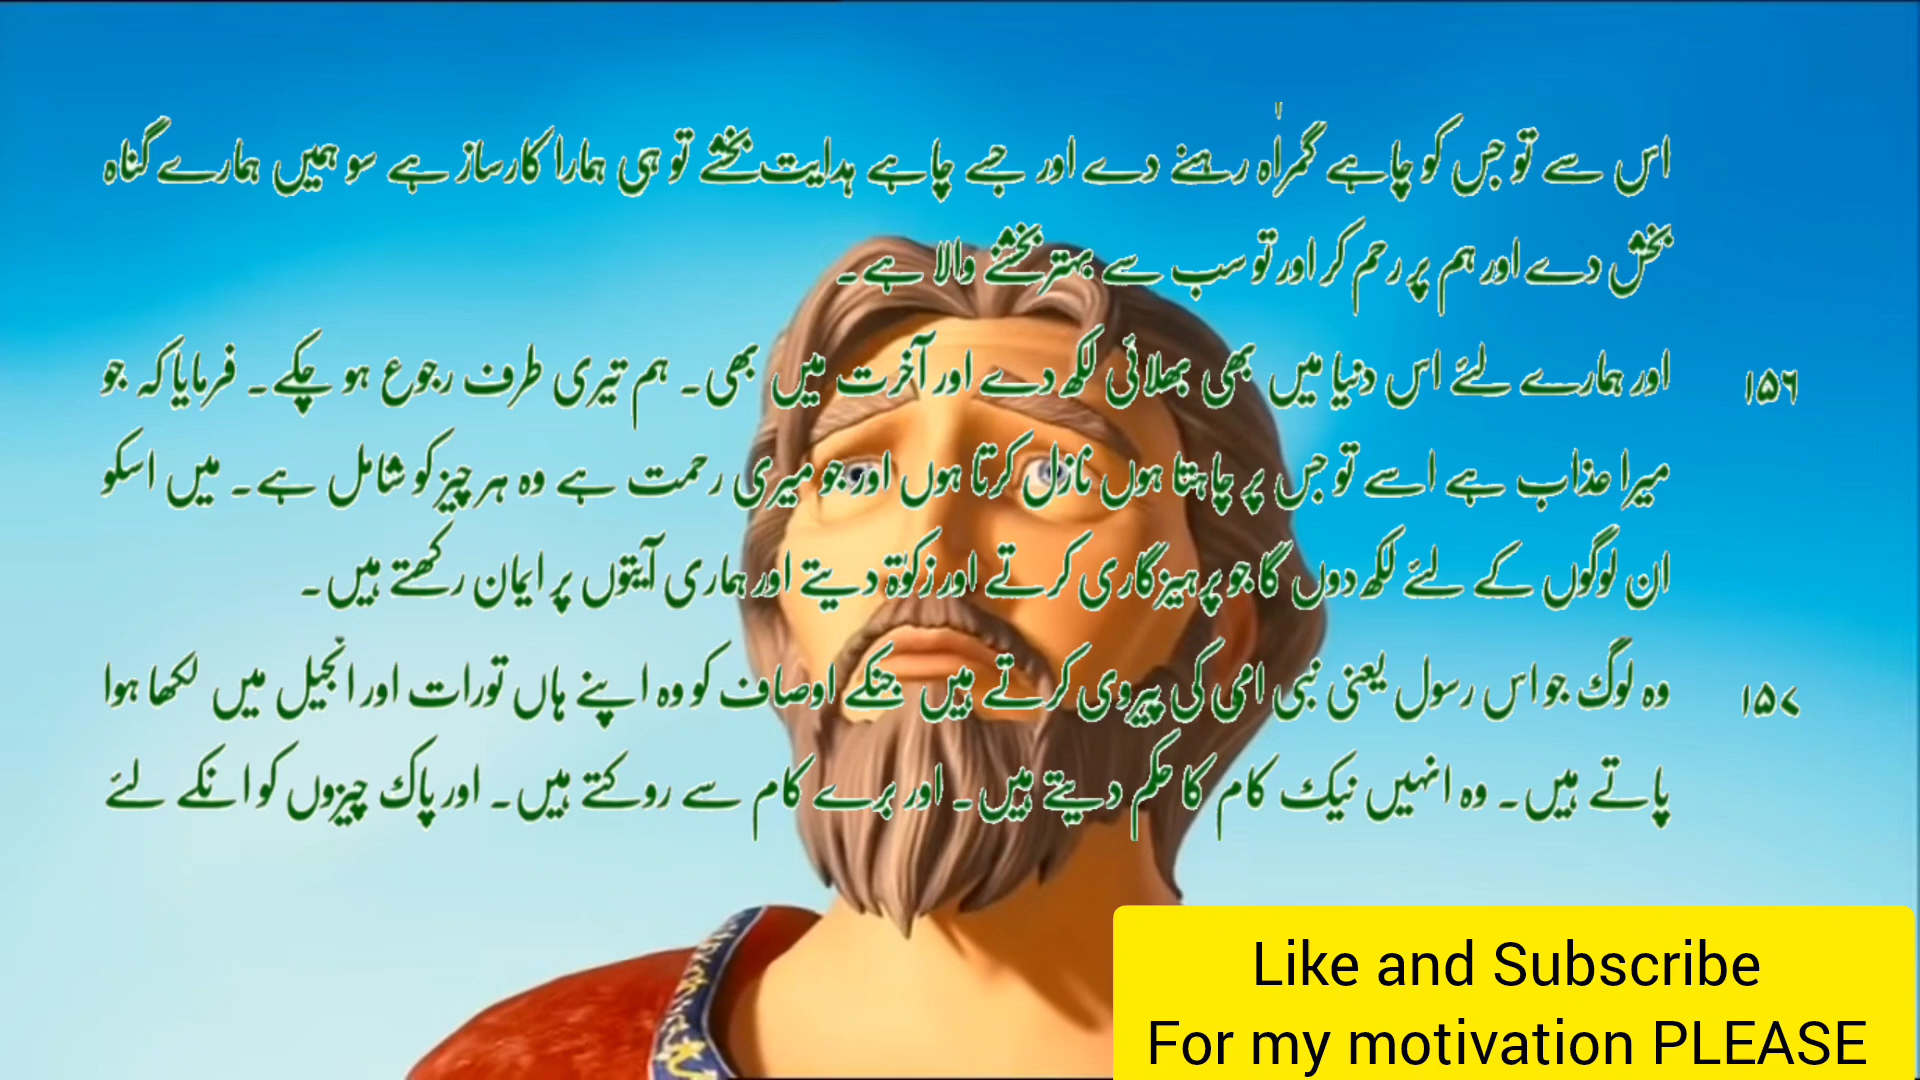 اس سے تو جس کو چاہے گمراہ رہنے دے اور جسے چاہے ہدایت بخشے تو ہی ہمارا کارساز ہے سو ہمیں ہمارے گناہ
بخش دے اور ہم پر رحم کر اور تو سب سے بہتر بخشنے والا ہے۔
۱۵۶ اور ہمارے لئے اس دنیا میں بھی بھلائی لکھ دے اور آخرت میں بھی۔ ہم تیری طرف رجوع ہو چکے۔ فرمایا کہ جو
میرا عذاب ہے اسے تو جس پر چاہتا ہوں نازل کرتا ہوں اور جو میری رحمت ہے وہ ہر چیز کو شامل ہے۔ میں اسکو
ان لوگوں کے لئے لکھ دوں گا جو پرہیزگاری کرتے اور زکوٰۃ دیتے اور ہماری آیتوں پر ایمان رکھتے ہیں۔
۱۵۷ وہ لوگ جو اس رسول یعنی نبی امی کی پیروی کرتے ہیں جنکے اوصاف کو وہ اپنے ہاں تورات اور انجیل میں لکھا ہوا
پاتے ہیں۔ وہ انہیں نیک کام کا حکم دیتے ہیں۔ اور برے کام سے روکتے ہیں۔ اور پاک چیزوں کو انکے لئے
Like and Subscribe
For my motivation PLEASE